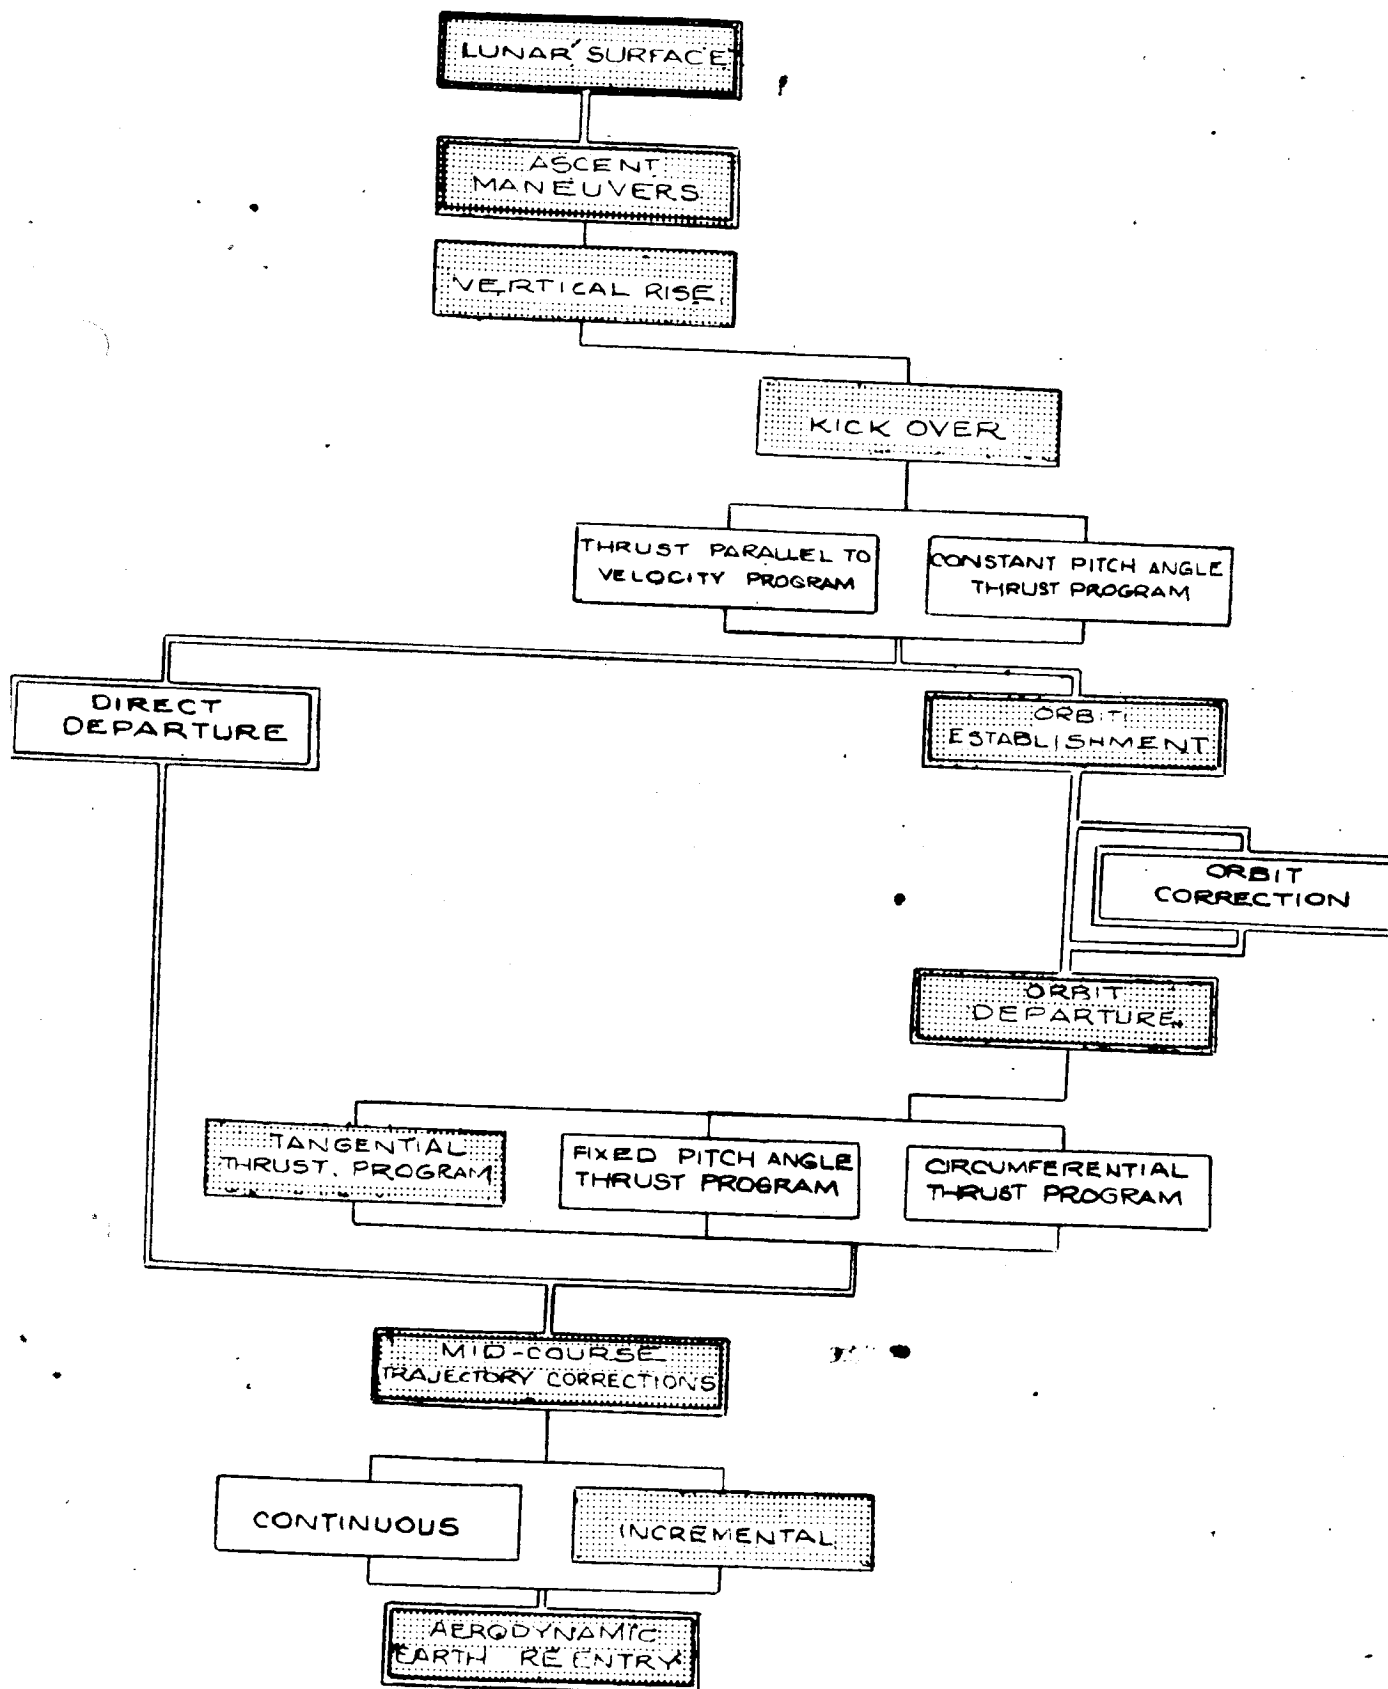 LUNAR SURFACE
ASCENT
MANEUVERS
VERTICAL RISE
KICK OVER
THRUST PARALLEL TO
VELOCITY PROGRAM
CONSTANT PITCH ANGLE
THRUST PROGRAM
DIRECT
DEPARTURE
ORBIT
ESTABLISHMENT
ORBIT
CORRECTION
ORBIT
DEPARTURE
TANGENTIAL
THRUST. PROGRAM
FIXED PITCH ANGLE
THRUST PROGRAM
CIRCUMFERENTIAL
THRUST PROGRAM
MID-COURSE
TRAJECTORY CORRECTIONS
CONTINUOUS
INCREMENTAL
AERODYNAMIC
EARTH RE ENTRY